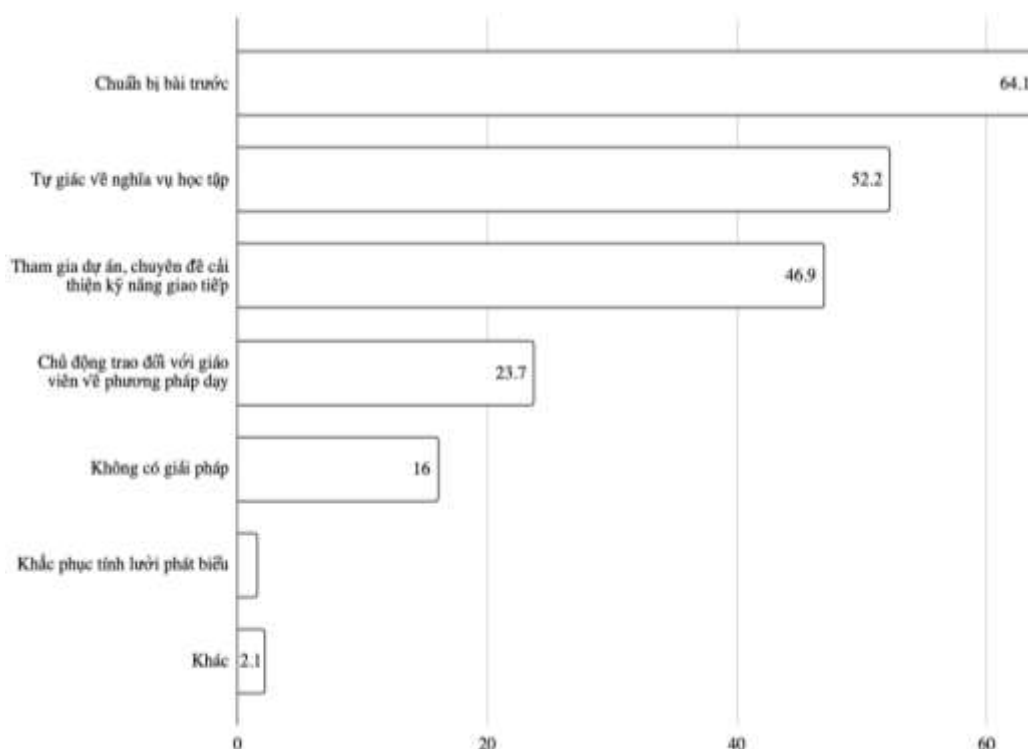 Chuẩn bị bài trước
64.1
Tự giác về nghĩa vụ học tập
52.2
Tham gia dự án, chuyên đề cải
thiện kỹ năng giao tiếp
46.9
Chủ động trao đổi với giáo
viên về phương pháp dạy
23.7
Không có giải pháp
16
Khắc phục tính lười phát biểu
Khác
2.1
0
20
40
60